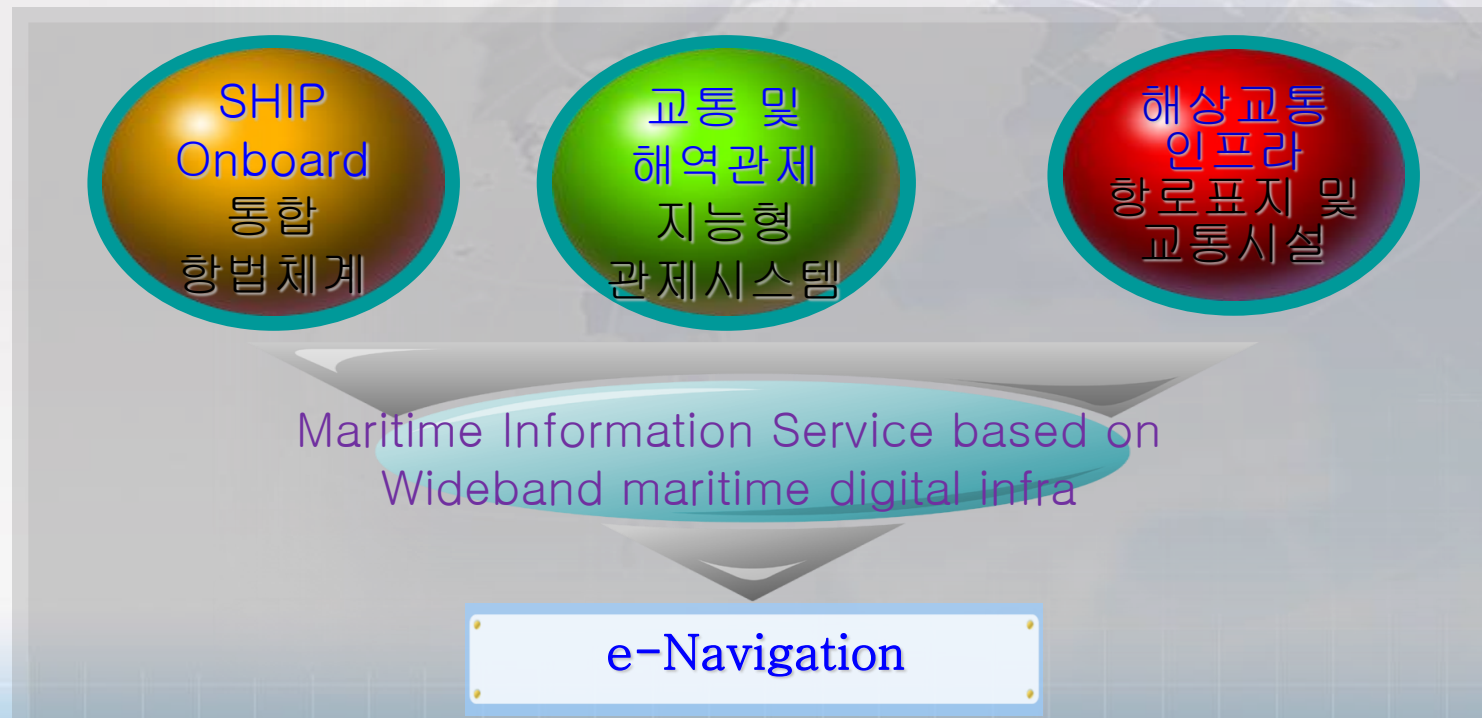 SHIP
Onboard
통합
항법체계
교통 및
해역관제
지능형
관제시스템
해상교통
인프라
항로표지 및
교통시설
Maritime Information Service based on
Wideband maritime digital infra
e-Navigation